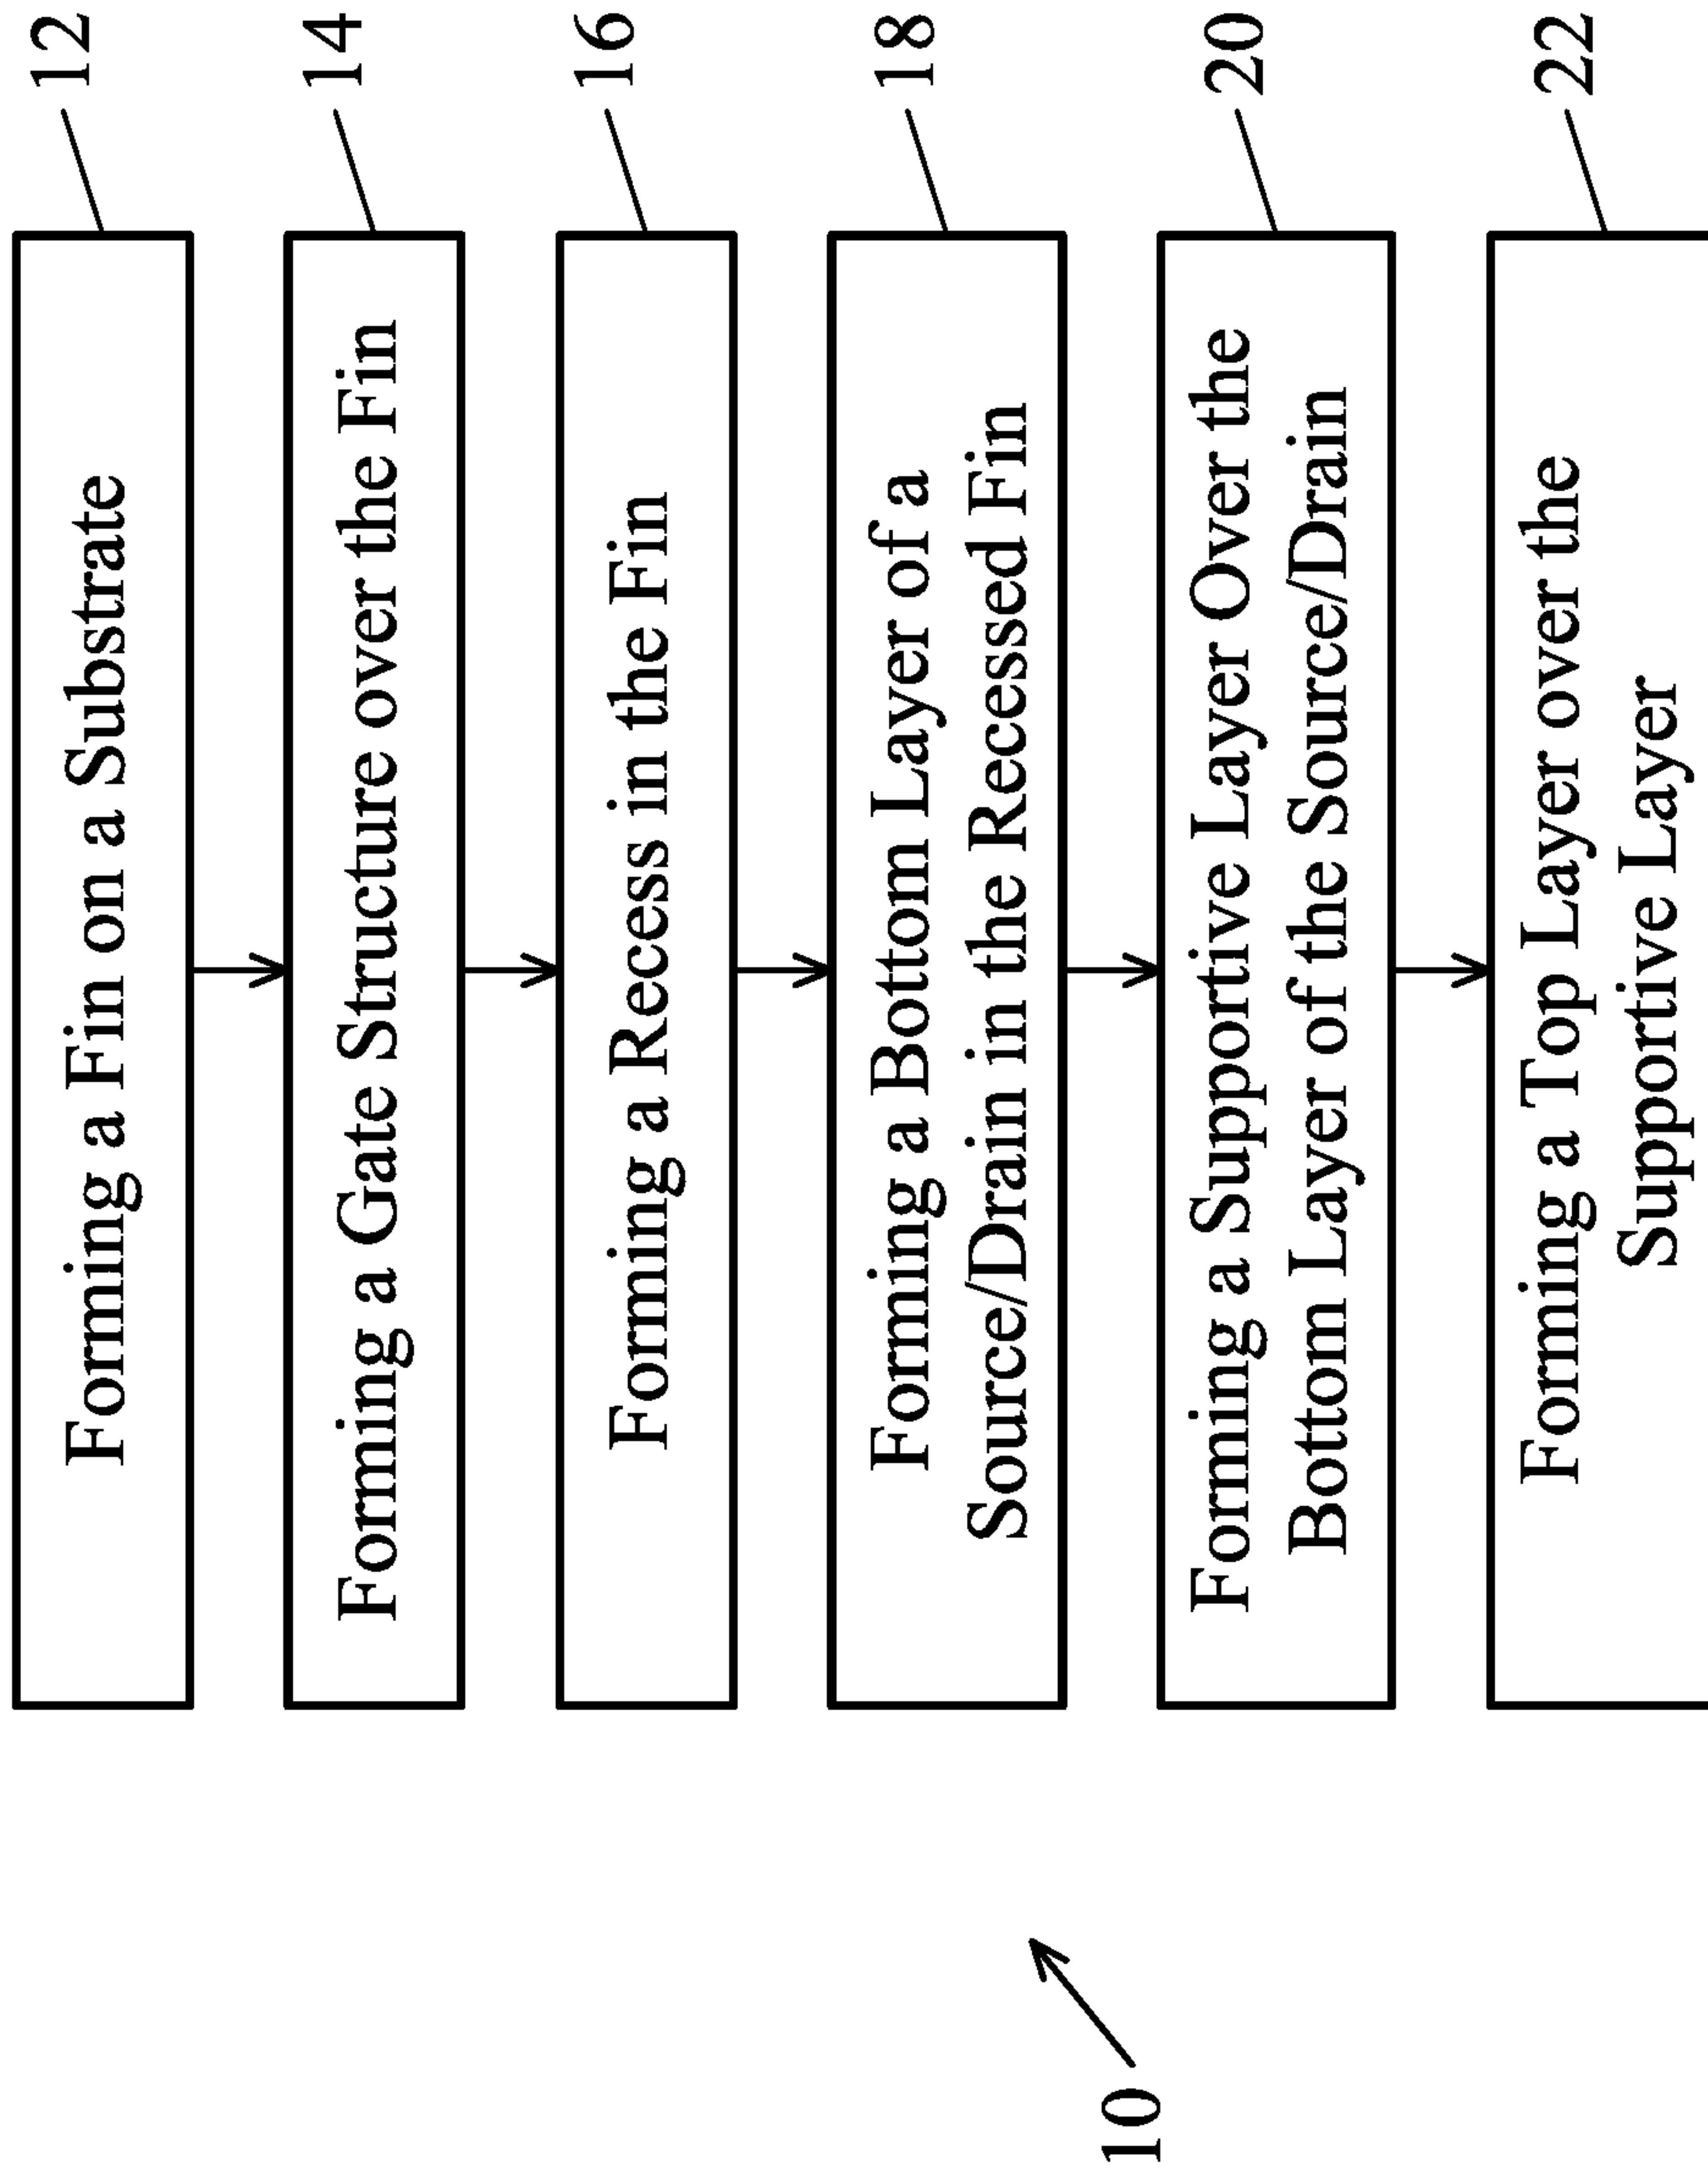 Forming a Fin on a Substrate
12
Forming a Gate Structure over the Fin
14
Forming a Recess in the Fin
16
Forming a Bottom Layer of a
Source/Drain in the Recessed Fin
18
Forming a Supportive Layer Over the
Bottom Layer of the Source/Drain
20
Forming a Top Layer over the
Supportive Layer
22
10